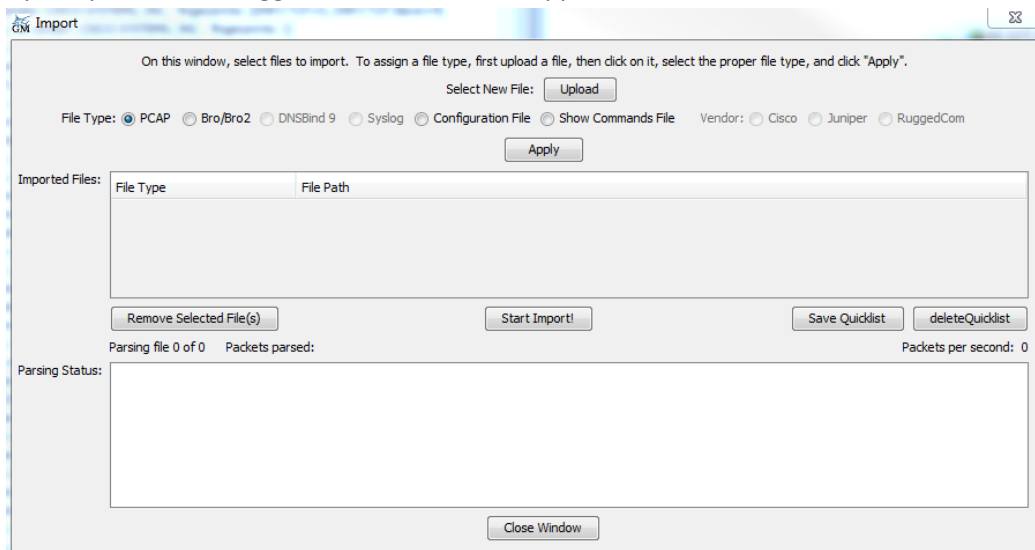 GM Import
On this window, select files to import. To assign a file type, first upload a file, then click on it, select the proper file type, and click "Apply".
Select New File: Upload
File Type: PCAP Bro/Bro2 DNSBind 9 Syslog Configuration File Show Commands File Vendor: Cisco Juniper RuggedCom
Apply
Imported Files: File Type File Path
Remove Selected File(s) Start Import! Save Quicklist deleteQuicklist
Parsing file 0 of 0 Packets parsed: Packets per second: 0
Parsing Status:
Close Window